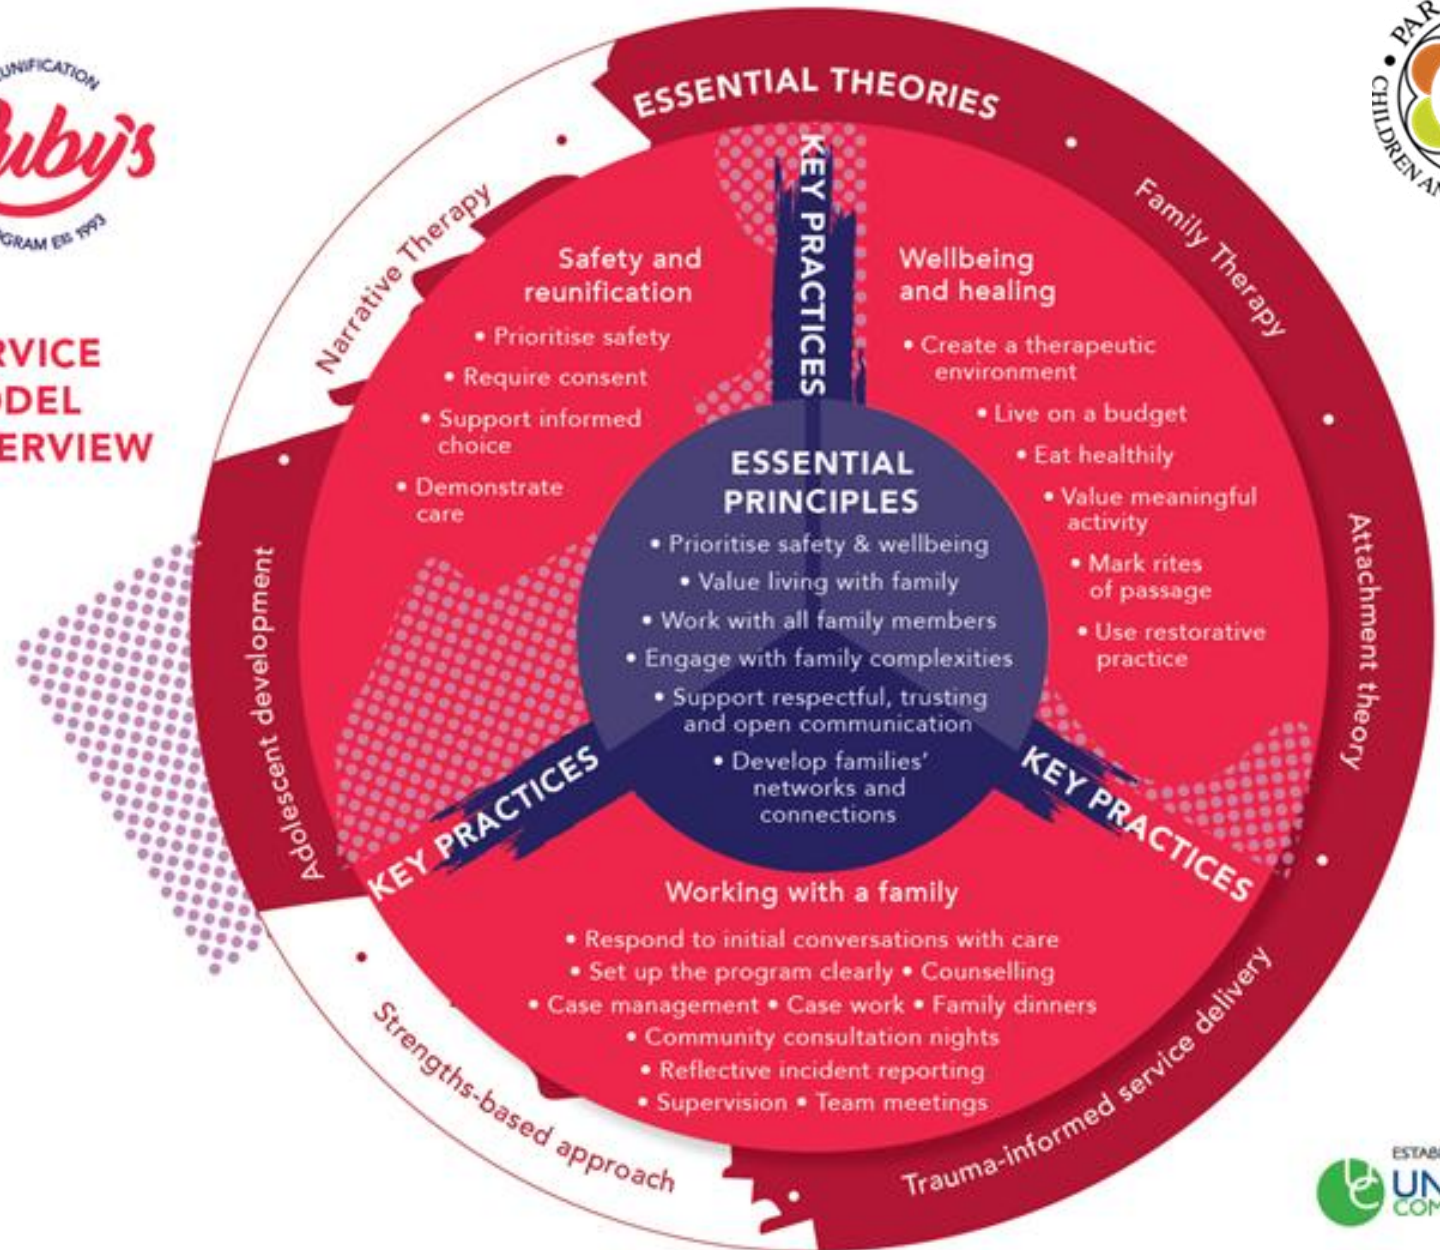 ESSENTIAL THEORIES
Family Therapy
Attachment theory
Trauma-informed service delivery
Strengths-based approach
Adolescent development
Narrative Therapy
KEY PRACTICES
Safety and
reunification
• Prioritise safety
• Require consent
• Support informed
choice
• Demonstrate
care
Wellbeing
and healing
• Create a therapeutic
environment
• Live on a budget
• Eat healthily
• Value meaningful
activity
• Mark rites
of passage
• Use restorative
practice
ESSENTIAL
PRINCIPLES
• Prioritise safety & wellbeing
• Value living with family
• Work with all family members
• Engage with family complexities
• Support respectful, trusting
and open communication
• Develop families'
networks and
connections
KEY PRACTICES
KEY PRACTICES
Working with a family
• Respond to initial conversations with care
• Set up the program clearly • Counselling
• Case management • Case work • Family dinners
• Community consultation nights
• Reflective incident reporting
• Supervision • Team meetings
1993
CHILDREN